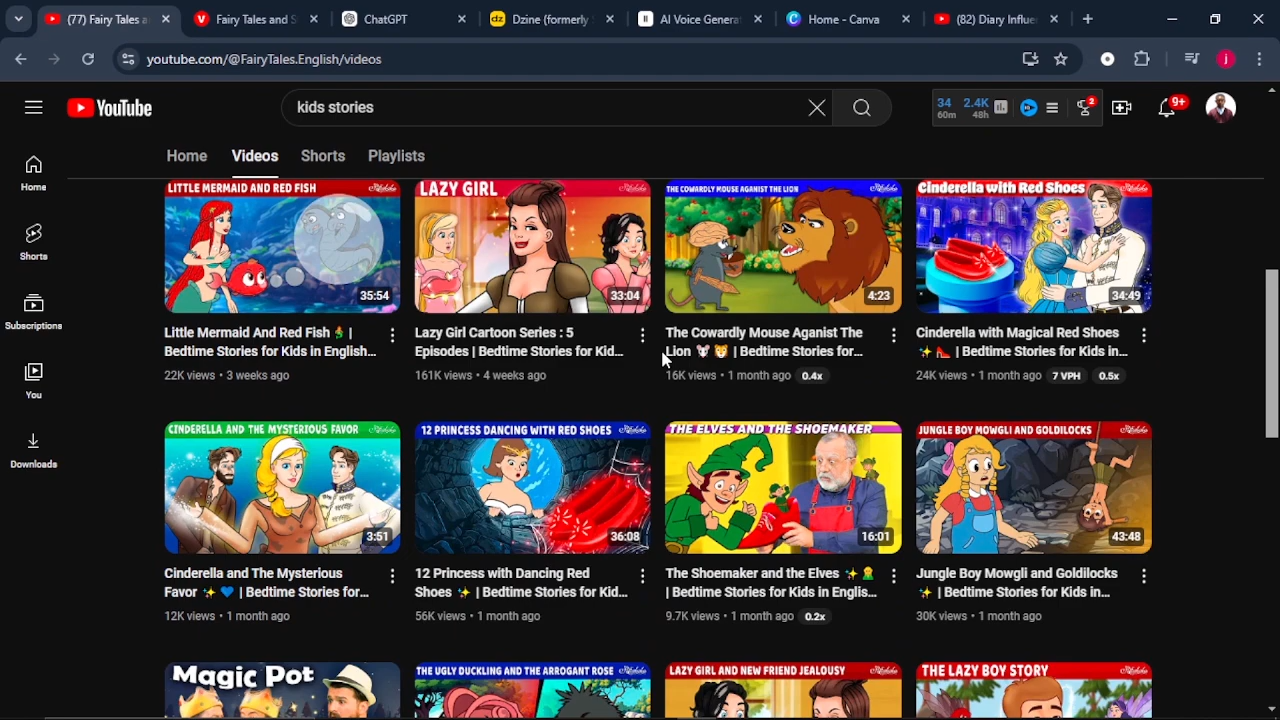 (77) Fairy Tales a
Fairy Tales and S
ChatGPT
Dzine (formerly
AI Voice Genera
Home - Canva
(82) Diary Influe
youtube.com/@FairyTales.English/videos
j
YouTube
kids stories
34
60m
2.4K
48h
2
9+
Home
Videos
Shorts
Playlists
Home
Shorts
Subscriptions
You
Downloads
LITTLE MERMAID AND RED FISH
35:54
LAZY GIRL
33:04
THE COWARDLY MOUSE AGANIST THE LION
4:23
Cinderella with Red Shoes
34:49
Little Mermaid And Red Fish 🧜‍♀️ |
Bedtime Stories for Kids in English...
22K views • 3 weeks ago
Lazy Girl Cartoon Series : 5
Episodes | Bedtime Stories for Kid...
161K views • 4 weeks ago
The Cowardly Mouse Aganist The
Lion 🐭 🦁 | Bedtime Stories for...
16K views • 1 month ago 0.4x
Cinderella with Magical Red Shoes
✨ 👠 | Bedtime Stories for Kids in...
24K views • 1 month ago 7 VPH 0.5x
CINDERELLA AND THE MYSTERIOUS FAVOR
3:51
12 PRINCESS DANCING WITH RED SHOES
36:08
THE ELVES AND THE SHOEMAKER
16:01
JUNGLE BOY MOWGLI AND GOLDILOCKS
43:48
Cinderella and The Mysterious
Favor ✨ 💙 | Bedtime Stories for...
12K views • 1 month ago
12 Princess with Dancing Red
Shoes ✨ | Bedtime Stories for Kid...
56K views • 1 month ago
The Shoemaker and the Elves ✨ 🧝
| Bedtime Stories for Kids in Englis...
9.7K views • 1 month ago 0.2x
Jungle Boy Mowgli and Goldilocks
✨ | Bedtime Stories for Kids in...
30K views • 1 month ago
Magic Pot
THE UGLY DUCKLING AND THE ARROGANT ROSE
LAZY GIRL AND NEW FRIEND JEALOUSY
THE LAZY BOY STORY